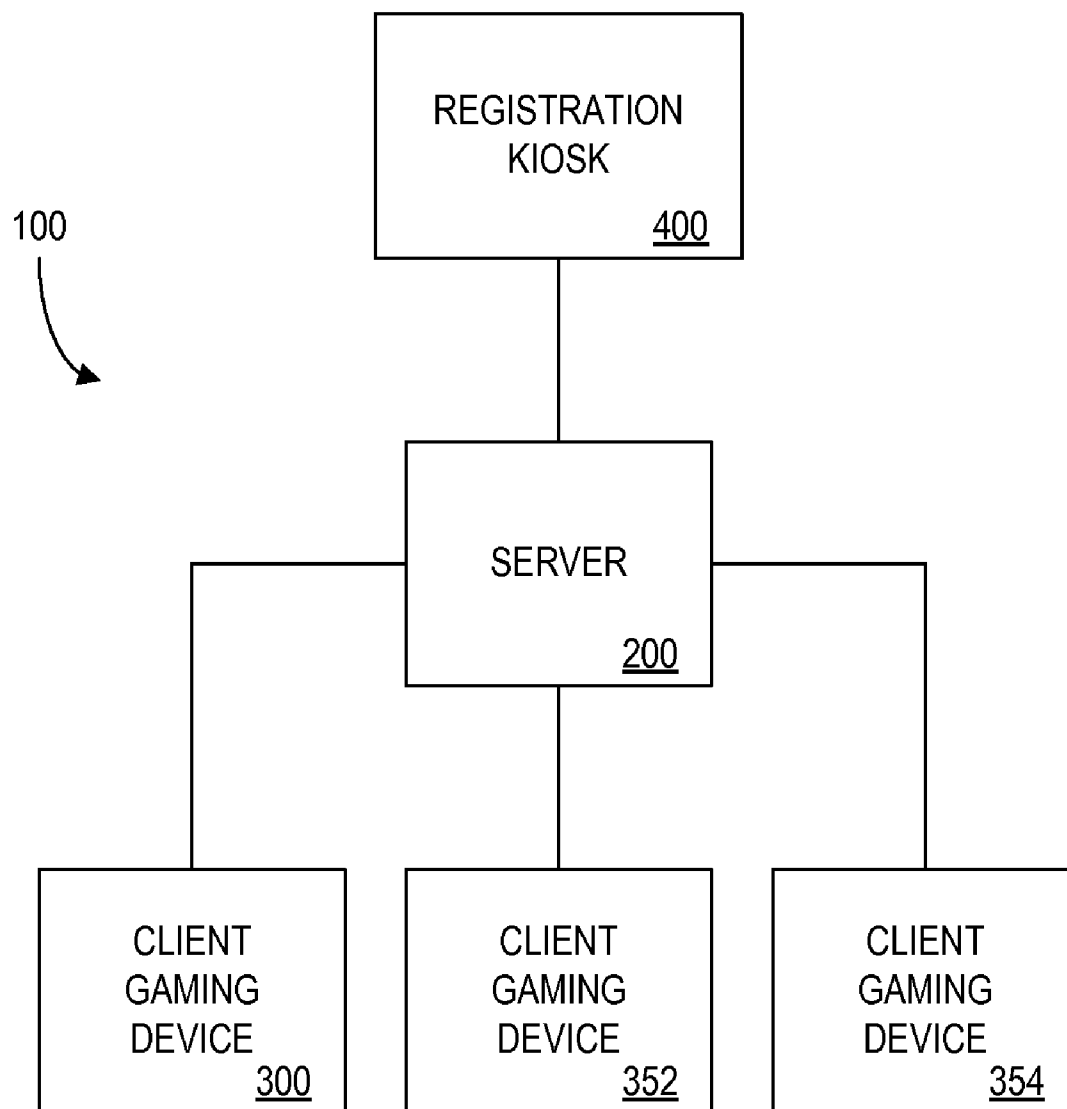 REGISTRATION
KIOSK
400
100
SERVER
200
CLIENT
GAMING
DEVICE
300
CLIENT
GAMING
DEVICE
352
CLIENT
GAMING
DEVICE
354